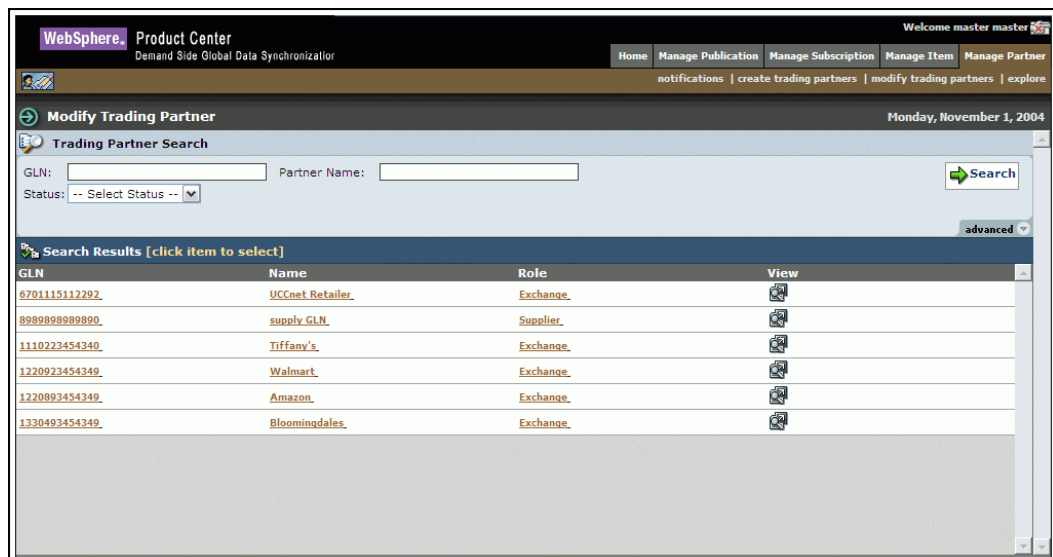 Welcome master master
WebSphere. Product Center
Demand Side Global Data Synchronization
Home Manage Publication Manage Subscription Manage Item Manage Partner
notifications | create trading partners | modify trading partners | explore
Modify Trading Partner Monday, November 1, 2004
Trading Partner Search
GLN: Partner Name: Search
Status: -- Select Status --
advanced
Search Results [click item to select]
GLN Name Role View
6701115112292 UCCnet Retailer Exchange
8989898989890 supply GLN Supplier
1110223454340 Tiffany's Exchange
1220923454349 Walmart Exchange
1220893454349 Amazon Exchange
1330493454349 Bloomingdales Exchange